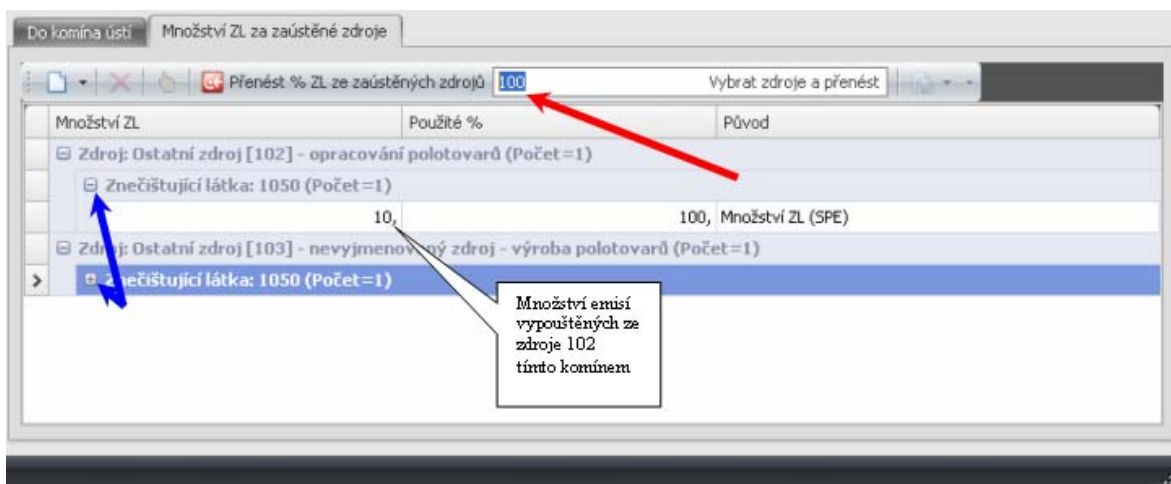 Do komína ústí Množství ZL za zaústěné zdroje
Přenést % ZL ze zaústěných zdrojů 100 Vybrat zdroje a přenést
Množství ZL Použité % Původ
Zdroj: Ostatní zdroj [102] - opracování polotovarů (Počet=1)
Znečištující látka: 1050 (Počet=1)
10, 100, Množství ZL (SPE)
Zdroj: Ostatní zdroj [103] - nevyjmenovaný zdroj - výroba polotovarů (Počet=1)
Znečištující látka: 1050 (Počet=1)
Množství emisí
vypouštěných ze
zdroje 102
tímto komínem